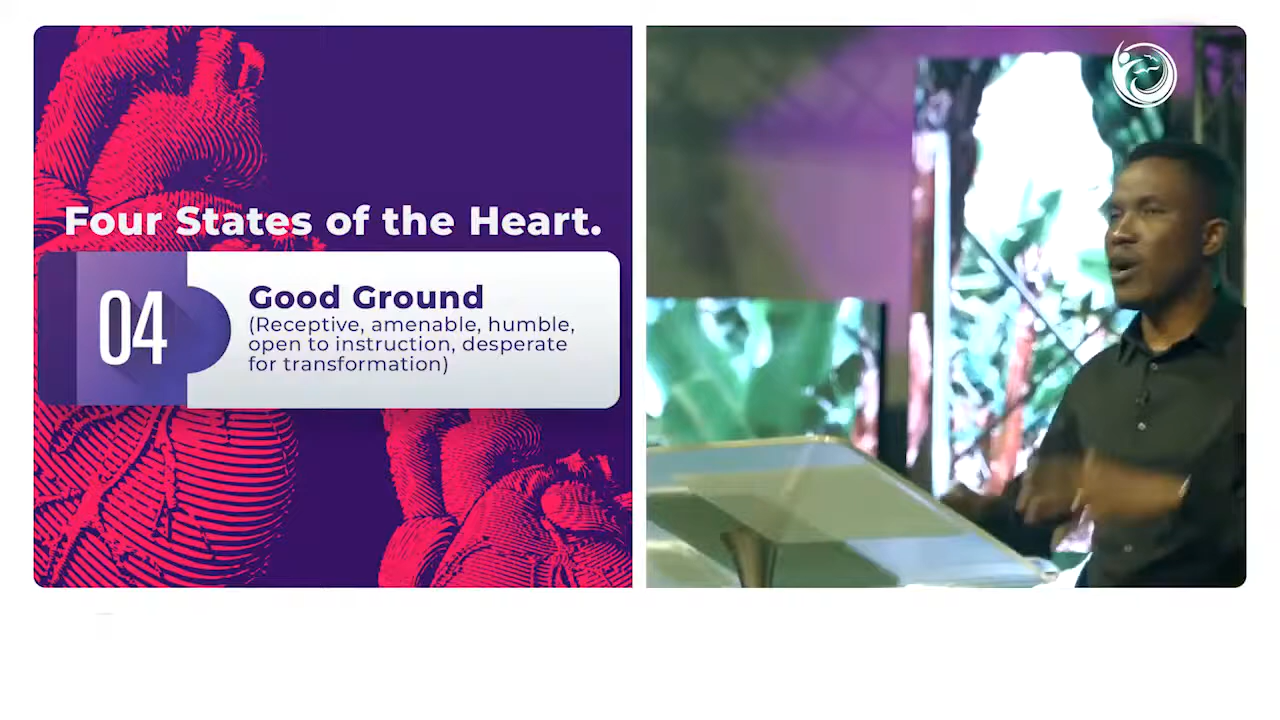 Four States of the Heart.
04
Good Ground
(Receptive, amenable, humble,
open to instruction, desperate
for transformation)